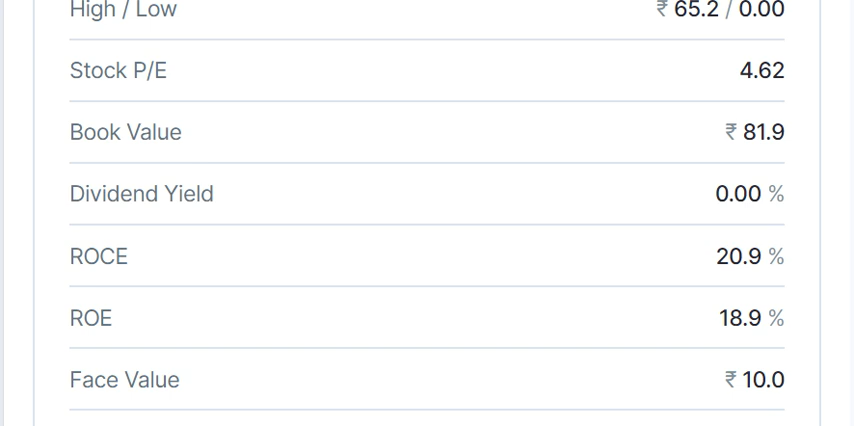 High / Low ₹ 65.2 / 0.00
Stock P/E 4.62
Book Value ₹ 81.9
Dividend Yield 0.00 %
ROCE 20.9 %
ROE 18.9 %
Face Value ₹ 10.0